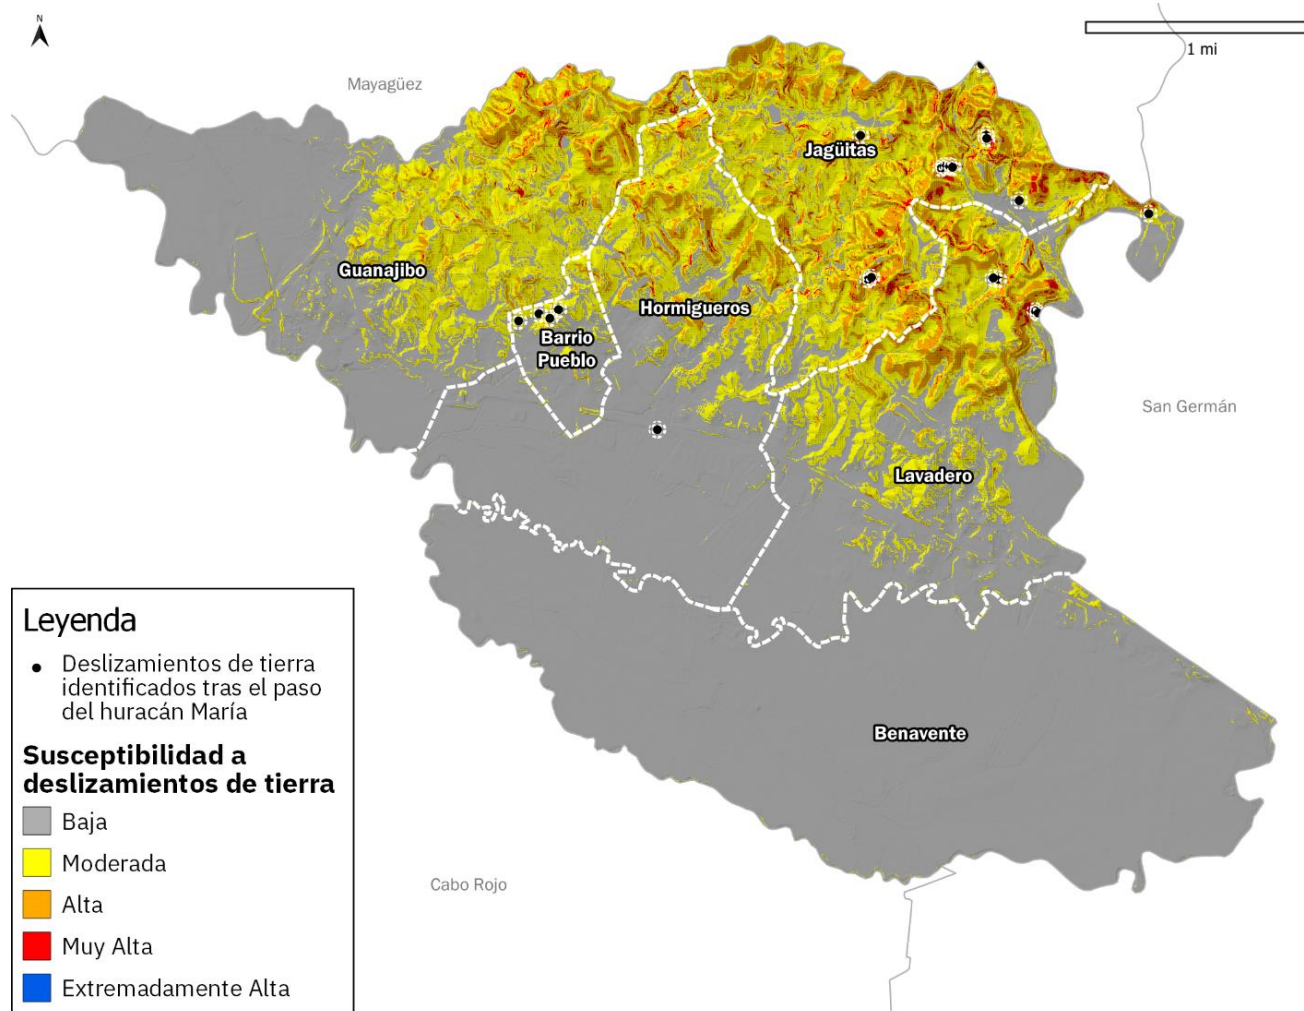 N
1 mi
Mayagüez
Jagüitas
Guanajibo
Hormigueros
Barrio
Pueblo
San Germán
Lavadero
Benavente
Cabo Rojo
Leyenda
Deslizamientos de tierra
identificados tras el paso
del huracán María
Susceptibilidad a
deslizamientos de tierra
Baja
Moderada
Alta
Muy Alta
Extremadamente Alta